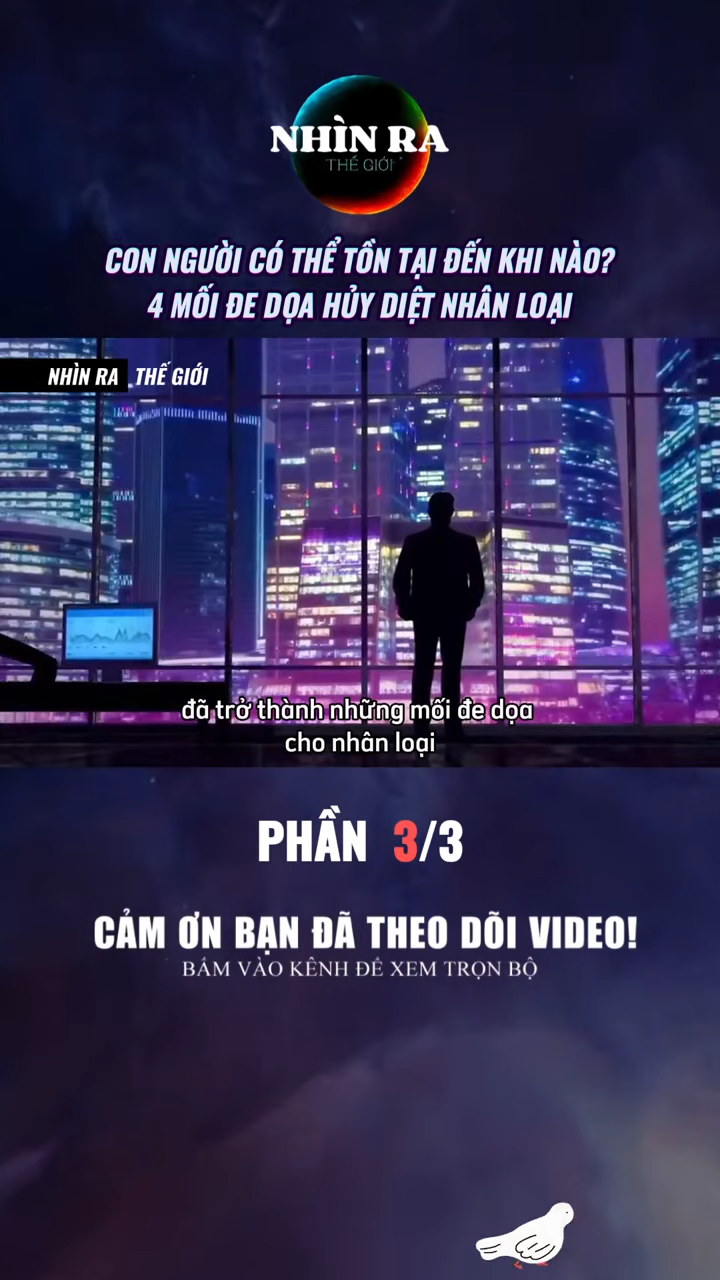 NHÌN RA
THẾ GIỚI
CON NGƯỜI CÓ THỂ TỒN TẠI ĐẾN KHI NÀO?
4 MỐI ĐE DỌA HỦY DIỆT NHÂN LOẠI
NHÌN RA THẾ GIỚI
đã trở thành những mối đe dọa
cho nhân loại
PHẦN 3/3
CẢM ƠN BẠN ĐÃ THEO DÕI VIDEO!
BẤM VÀO KÊNH ĐỂ XEM TRỌN BỘ